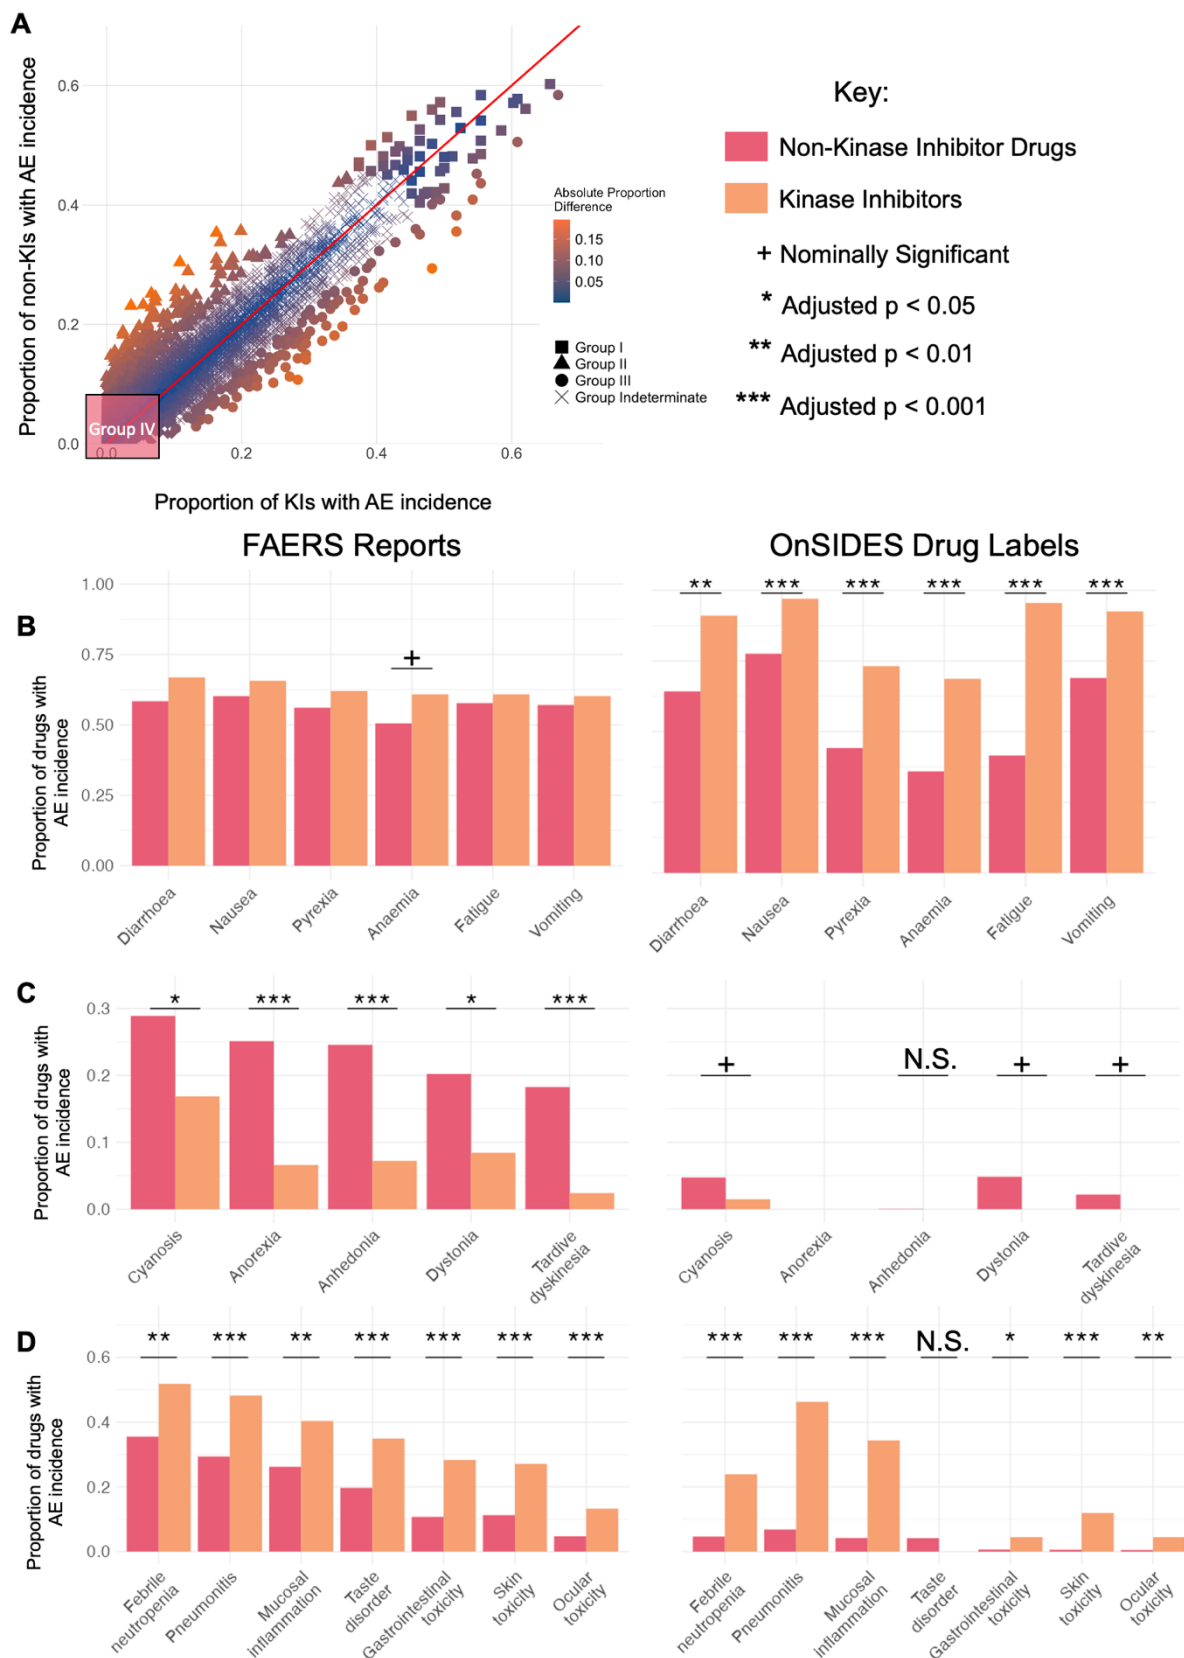 A
Proportion of non-KIs with AE incidence
0.6
0.4
0.2
0.0
Group IV
0.0
0.2
0.4
0.6
Proportion of KIs with AE incidence
Absolute Proportion
Difference
0.15
0.10
0.05
Group I
Group II
Group III
Group Indeterminate
Key:
Non-Kinase Inhibitor Drugs
Kinase Inhibitors
+ Nominally Significant
* Adjusted p < 0.05
** Adjusted p < 0.01
*** Adjusted p < 0.001
FAERS Reports
OnSIDES Drug Labels
B
Proportion of drugs with
AE incidence
1.00
0.75
0.50
0.25
0.00
+
Diarrhoea
Nausea
Pyrexia
Anaemia
Fatigue
Vomiting
** *** *** *** *** ***
Diarrhoea
Nausea
Pyrexia
Anaemia
Fatigue
Vomiting
C
Proportion of drugs with
AE incidence
0.3
0.2
0.1
0.0
* *** *** * ***
Cyanosis
Anorexia
Anhedonia
Dystonia
Tardive
dyskinesia
+ N.S. + +
Cyanosis
Anorexia
Anhedonia
Dystonia
Tardive
dyskinesia
D
Proportion of drugs with
AE incidence
0.6
0.4
0.2
0.0
** *** ** *** *** *** ***
Febrile
neutropenia
Pneumonitis
Mucosal
inflammation
Taste
disorder
Gastrointestinal
toxicity
Skin
toxicity
Ocular
toxicity
*** *** *** N.S. * *** **
Febrile
neutropenia
Pneumonitis
Mucosal
inflammation
Taste
disorder
Gastrointestinal
toxicity
Skin
toxicity
Ocular
toxicity